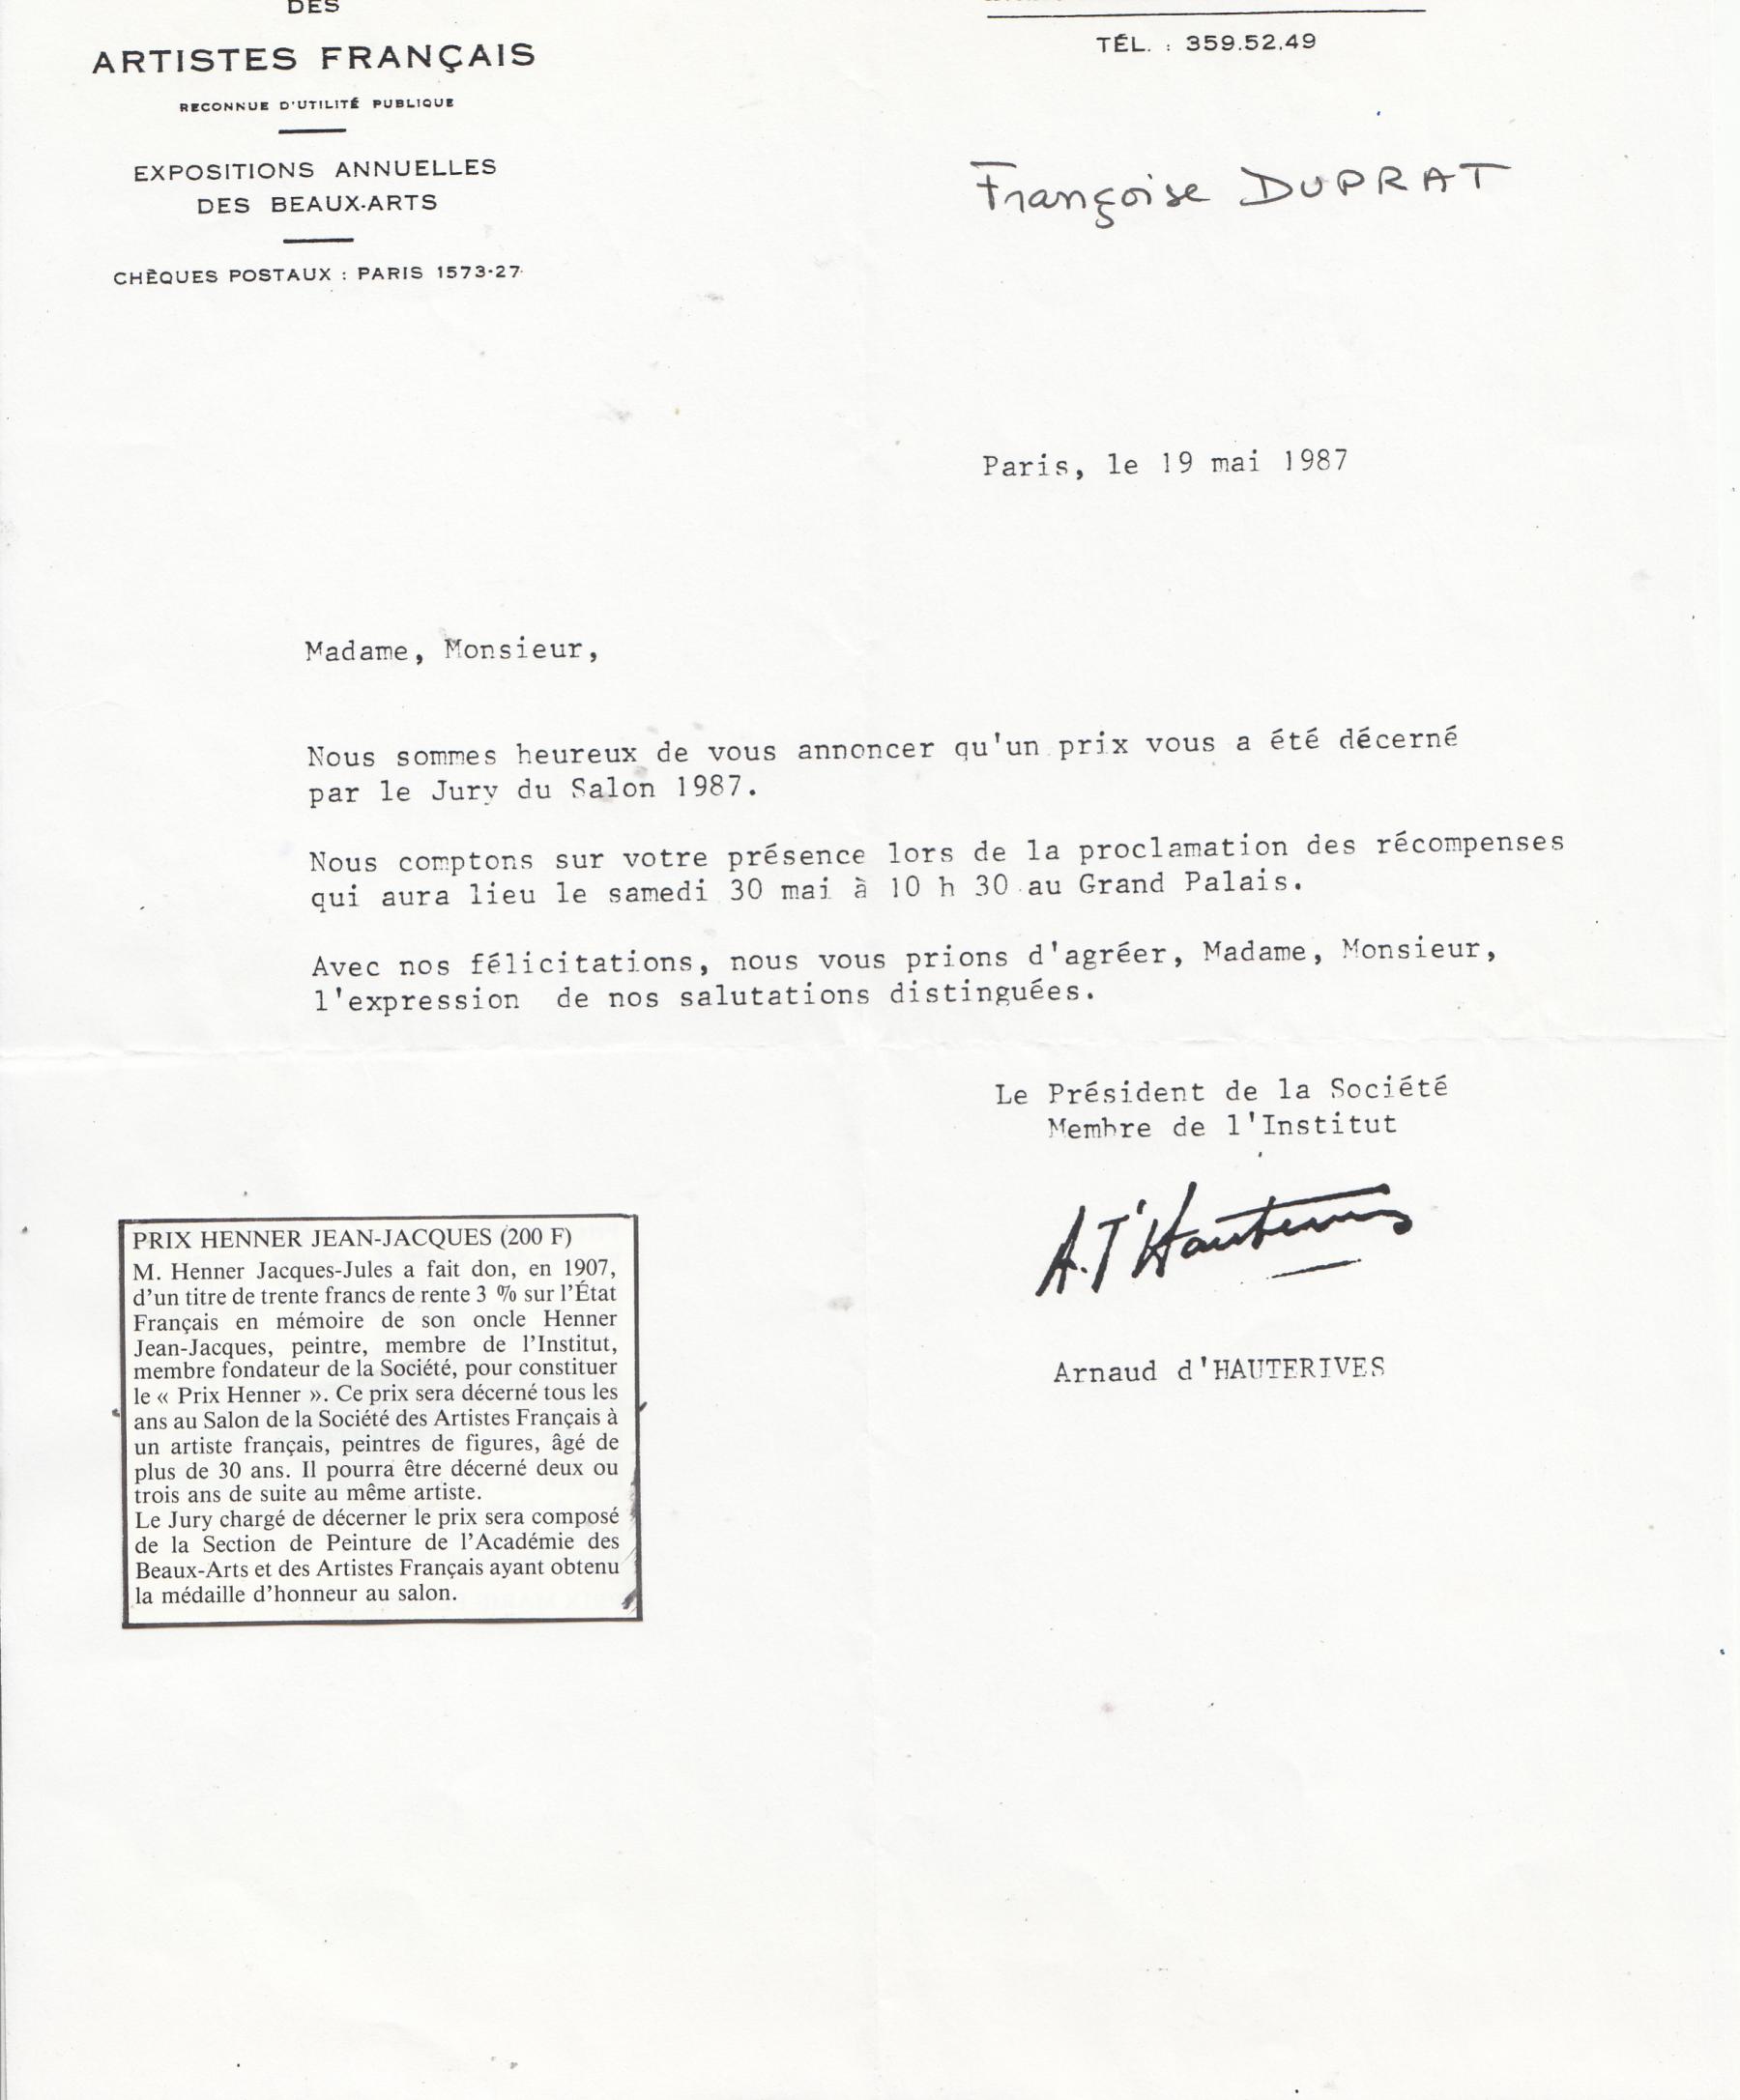 DES
ARTISTES FRANÇAIS
RECONNUE D'UTILITÉ PUBLIQUE
EXPOSITIONS ANNUELLES
DES BEAUX-ARTS
CHÈQUES POSTAUX : PARIS 1573-27
TÉL. : 359.52.49
Françoise DUPRAT
Paris, le 19 mai 1987
Madame, Monsieur,
Nous sommes heureux de vous annoncer qu'un prix vous a été décerné
par le Jury du Salon 1987.
Nous comptons sur votre présence lors de la proclamation des récompenses
qui aura lieu le samedi 30 mai à 10 h 30 au Grand Palais.
Avec nos félicitations, nous vous prions d'agréer, Madame, Monsieur,
l'expression de nos salutations distinguées.
Le Président de la Société
Membre de l'Institut
A. d'Hauterives
Arnaud d'HAUTERIVES
PRIX HENNER JEAN-JACQUES (200 F)
M. Henner Jacques-Jules a fait don, en 1907,
d'un titre de trente francs de rente 3 % sur l'État
Français en mémoire de son oncle Henner
Jean-Jacques, peintre, membre de l'Institut,
membre fondateur de la Société, pour constituer
le « Prix Henner ». Ce prix sera décerné tous les
ans au Salon de la Société des Artistes Français à
un artiste français, peintres de figures, âgé de
plus de 30 ans. Il pourra être décerné deux ou
trois ans de suite au même artiste.
Le Jury chargé de décerner le prix sera composé
de la Section de Peinture de l'Académie des
Beaux-Arts et des Artistes Français ayant obtenu
la médaille d'honneur au salon.